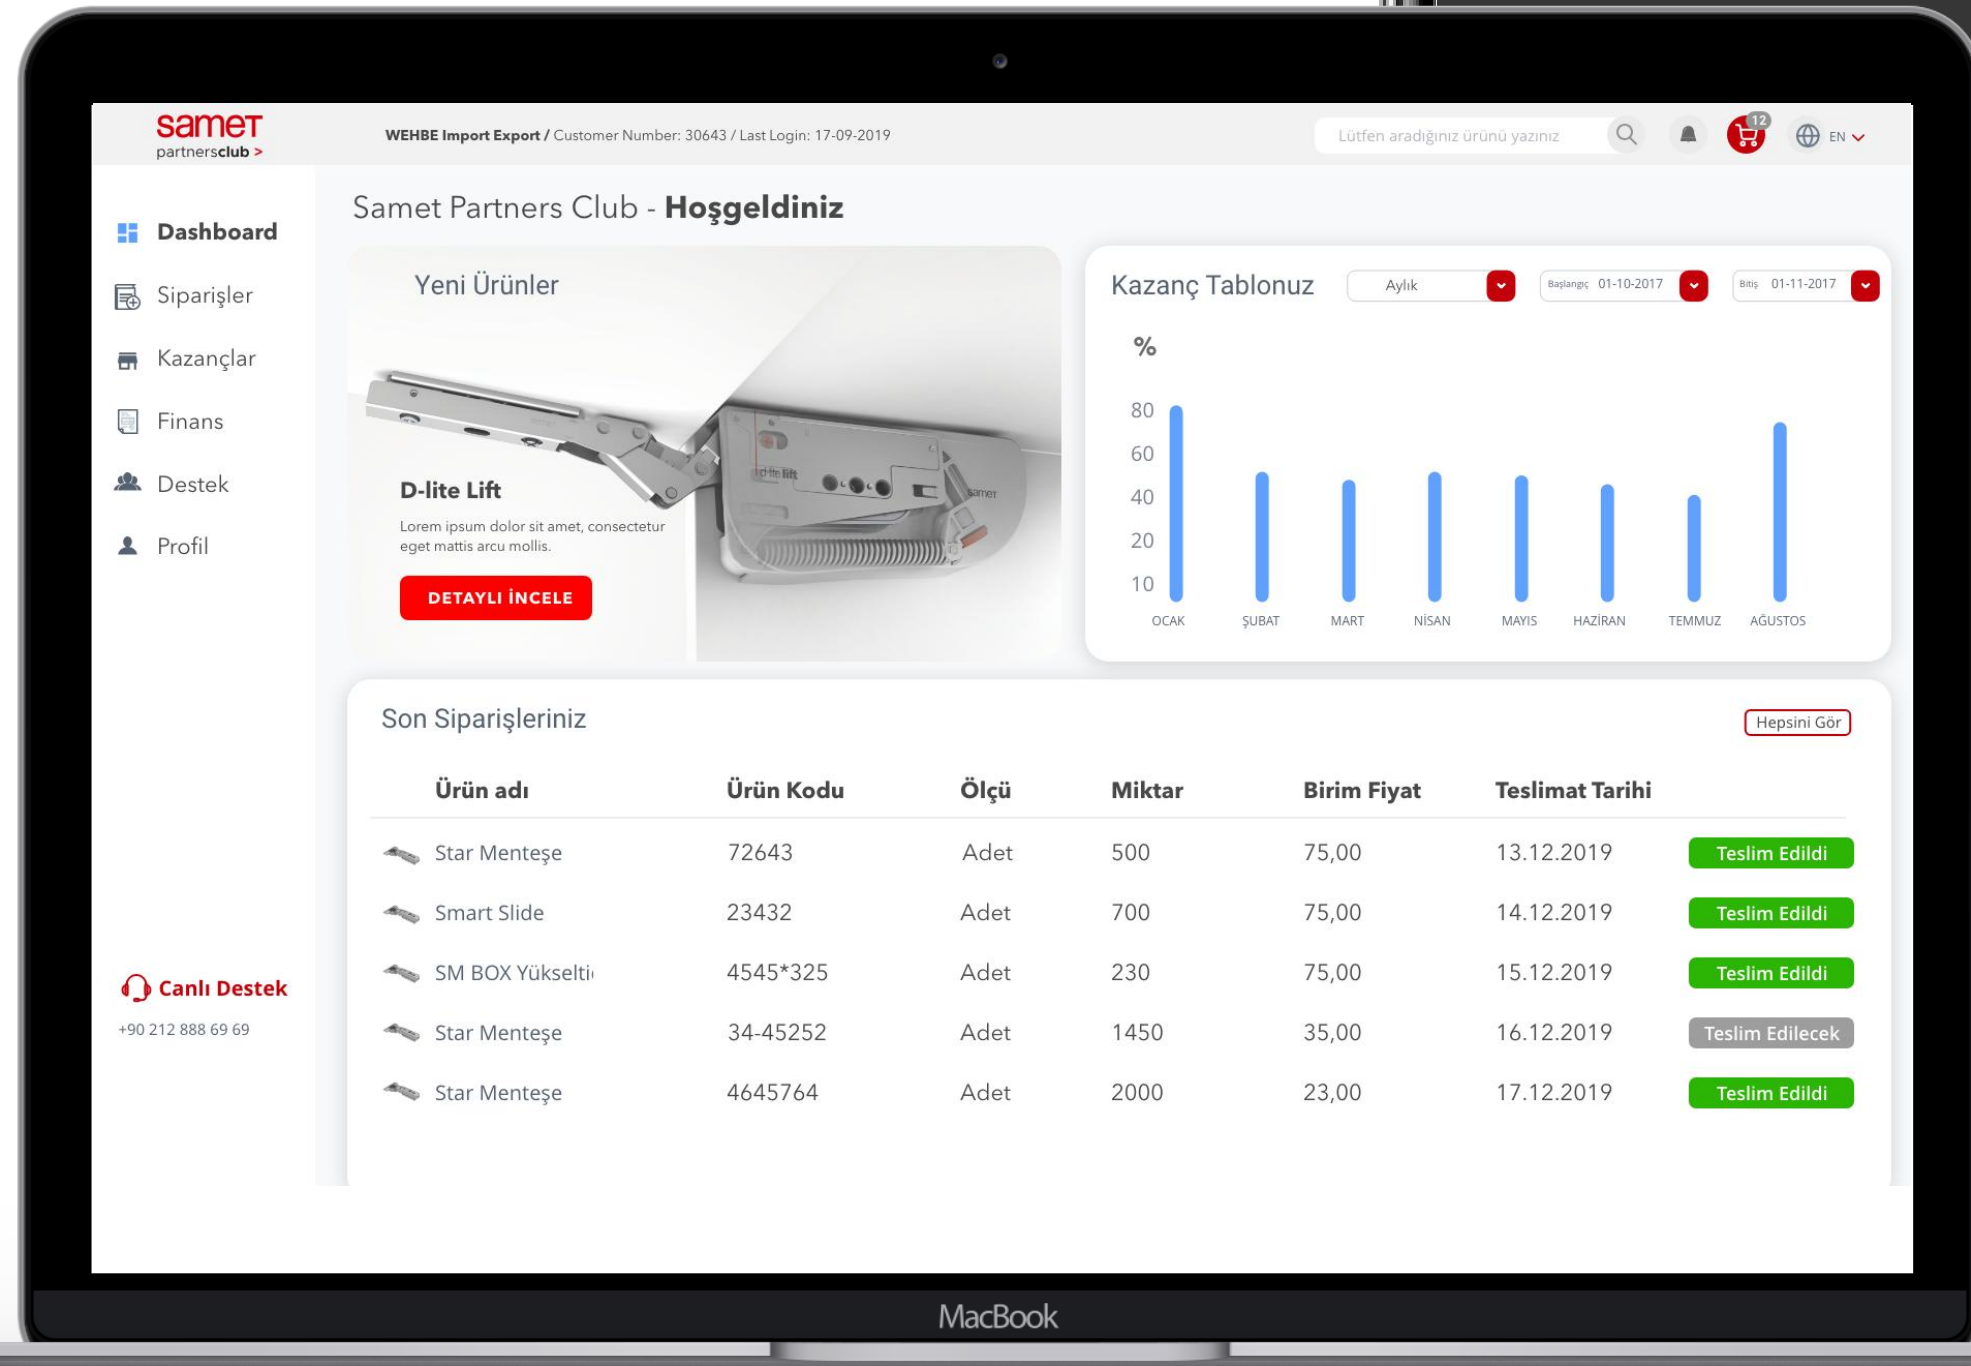 samet
partnersclub >
WEHBE Import Export / Customer Number: 30643 / Last Login: 17-09-2019
Lütfen aradığınız ürünü yazınız
12
EN
Dashboard
Siparişler
Kazançlar
Finans
Destek
Profil
Canlı Destek
+90 212 888 69 69
Samet Partners Club - Hoşgeldiniz
Yeni Ürünler
d-lite lift
samet
D-lite Lift
Lorem ipsum dolor sit amet, consectetur
eget mattis arcu mollis.
DETAYLI İNCELE
Kazanç Tablonuz
Aylık
Başlangıç 01-10-2017
Bitiş 01-11-2017
%
80
60
40
20
10
OCAK ŞUBAT MART NİSAN MAYIS HAZİRAN TEMMUZ AĞUSTOS
Son Siparişleriniz
Hepsini Gör
Ürün adı Ürün Kodu Ölçü Miktar Birim Fiyat Teslimat Tarihi
Star Menteşe 72643 Adet 500 75,00 13.12.2019 Teslim Edildi
Smart Slide 23432 Adet 700 75,00 14.12.2019 Teslim Edildi
SM BOX Yükselti 4545*325 Adet 230 75,00 15.12.2019 Teslim Edildi
Star Menteşe 34-45252 Adet 1450 35,00 16.12.2019 Teslim Edilecek
Star Menteşe 4645764 Adet 2000 23,00 17.12.2019 Teslim Edildi
MacBook